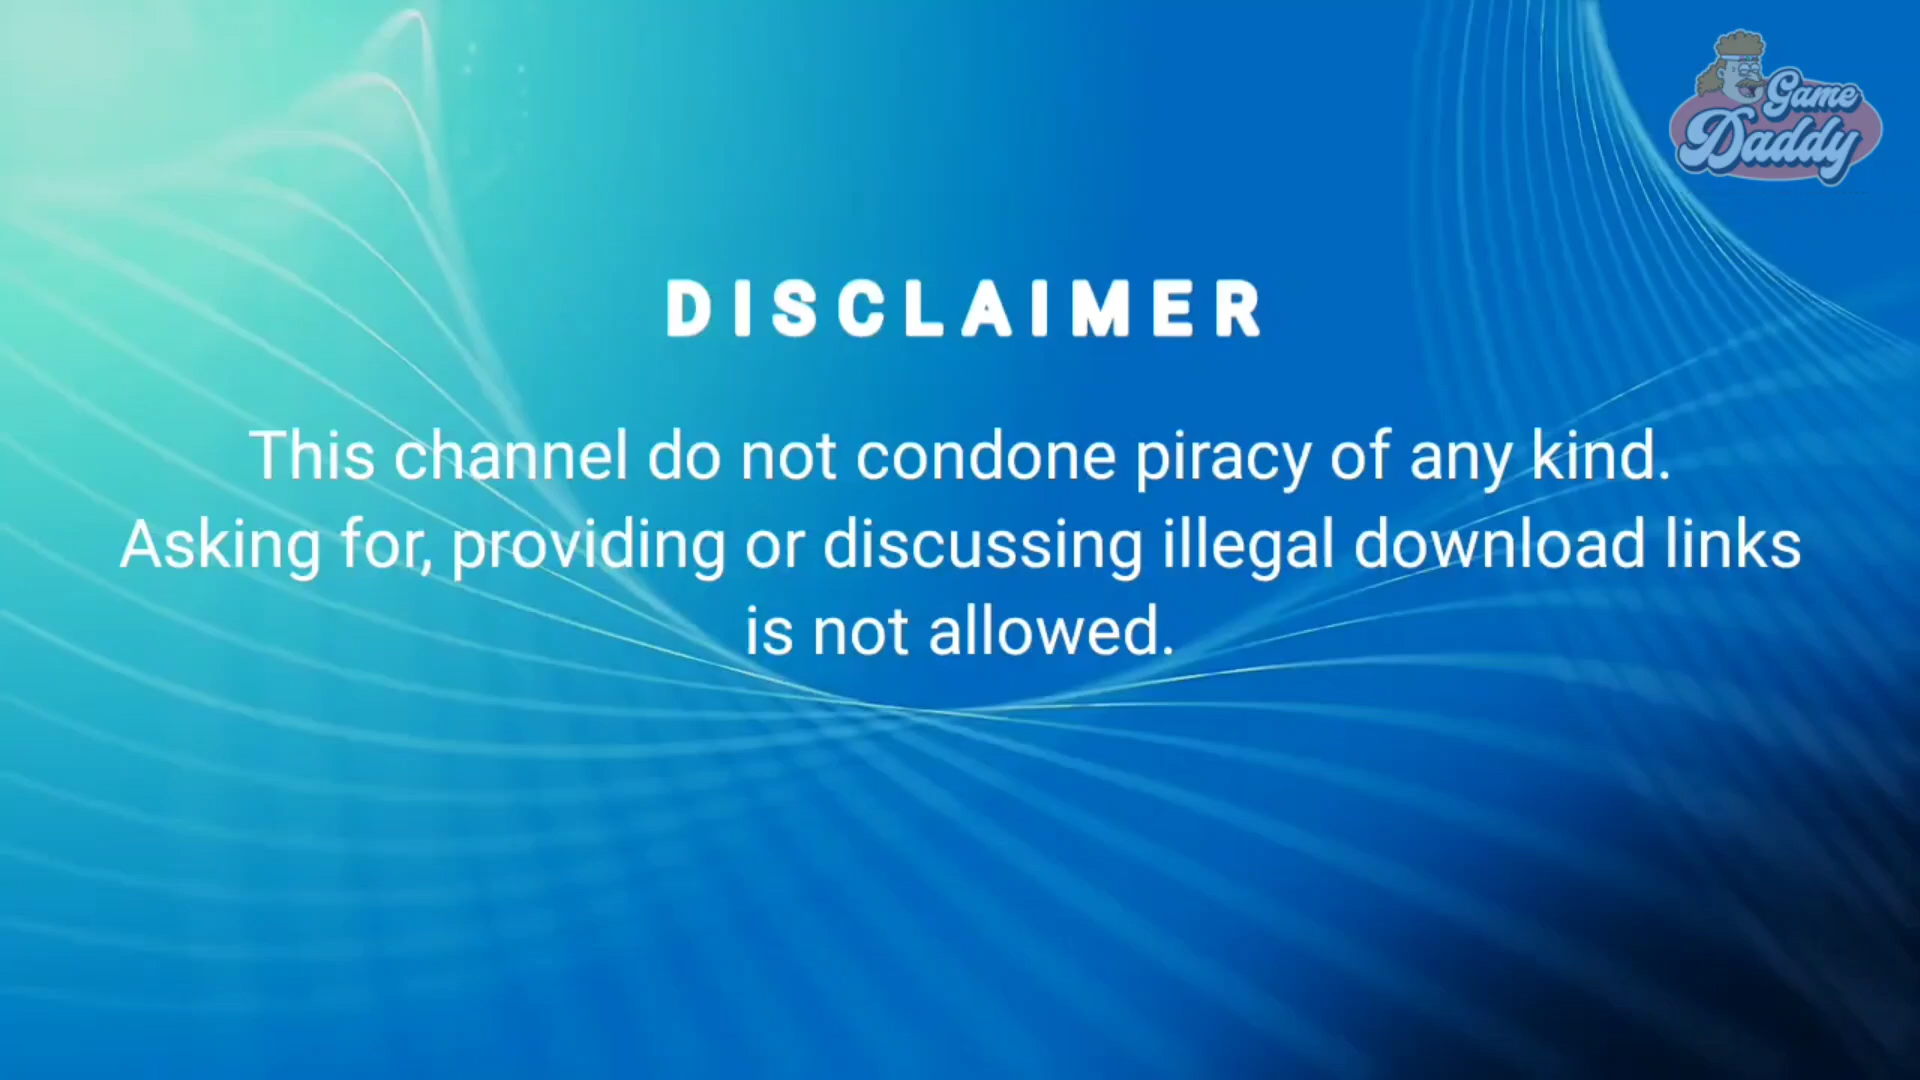 Game
Daddy
DISCLAIMER
This channel do not condone piracy of any kind.
Asking for, providing or discussing illegal download links
is not allowed.